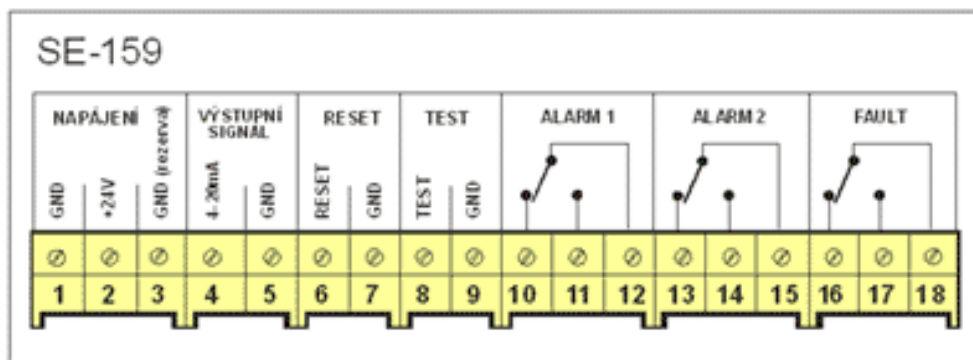 SE-159
NAPÁJENÍ
VÝSTUPNÍ
SIGNÁL
RESET
TEST
ALARM 1
ALARM 2
FAULT
GND
+24V
GND (rezerva)
4-20mA
GND
RESET
GND
TEST
GND
1 2 3 4 5 6 7 8 9 10 11 12 13 14 15 16 17 18